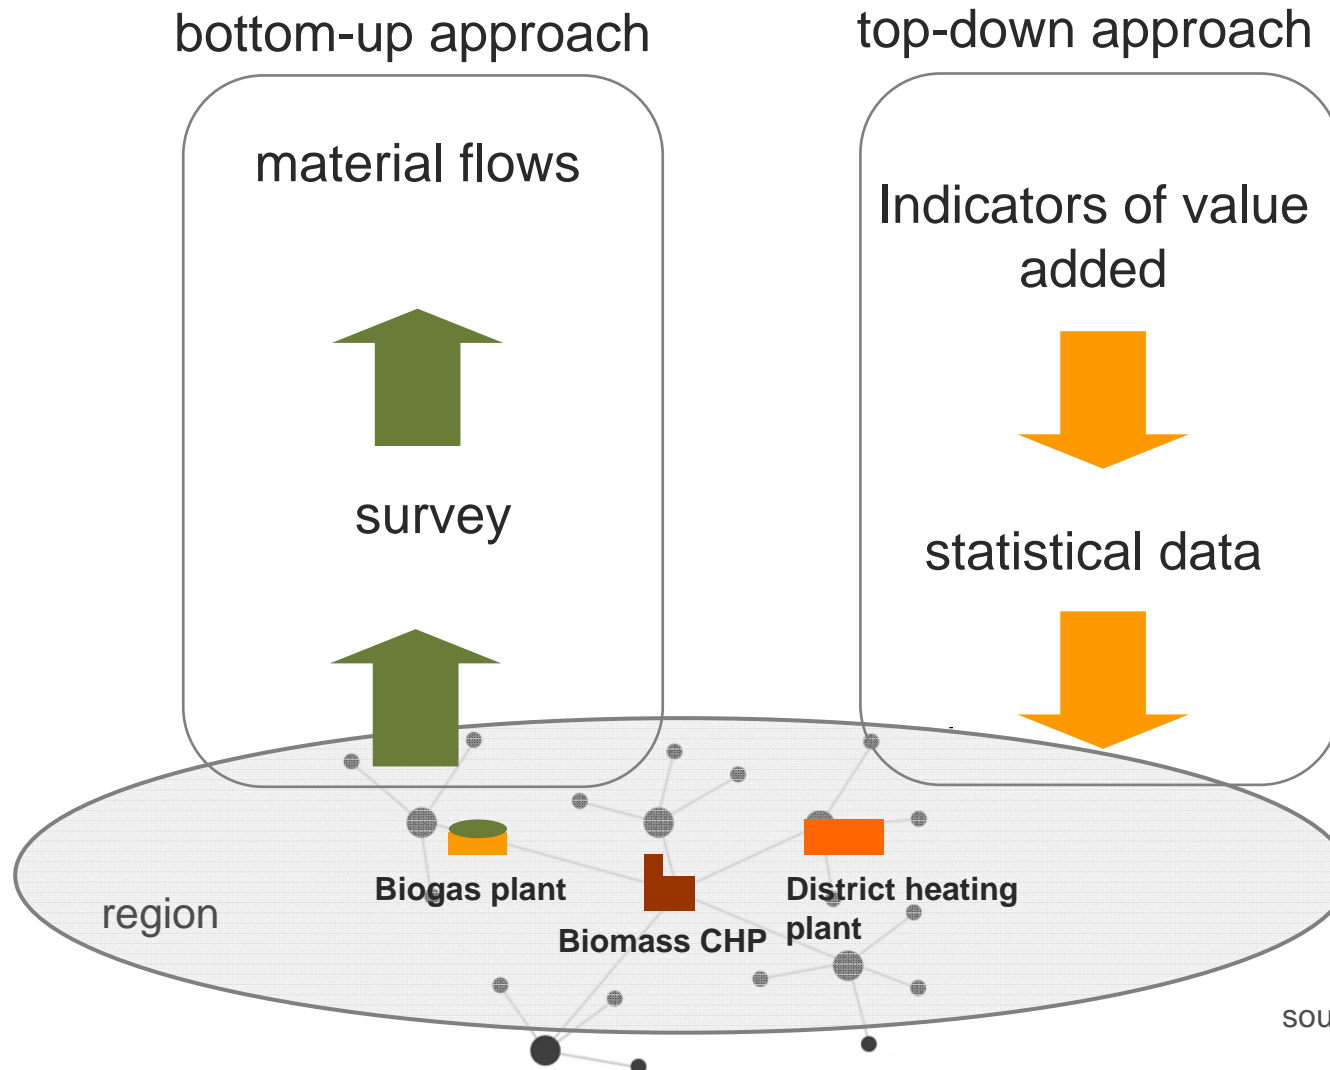 bottom-up approach
top-down approach
material flows
Indicators of value
added
survey
statistical data
Biogas plant
District heating
plant
region
Biomass CHP